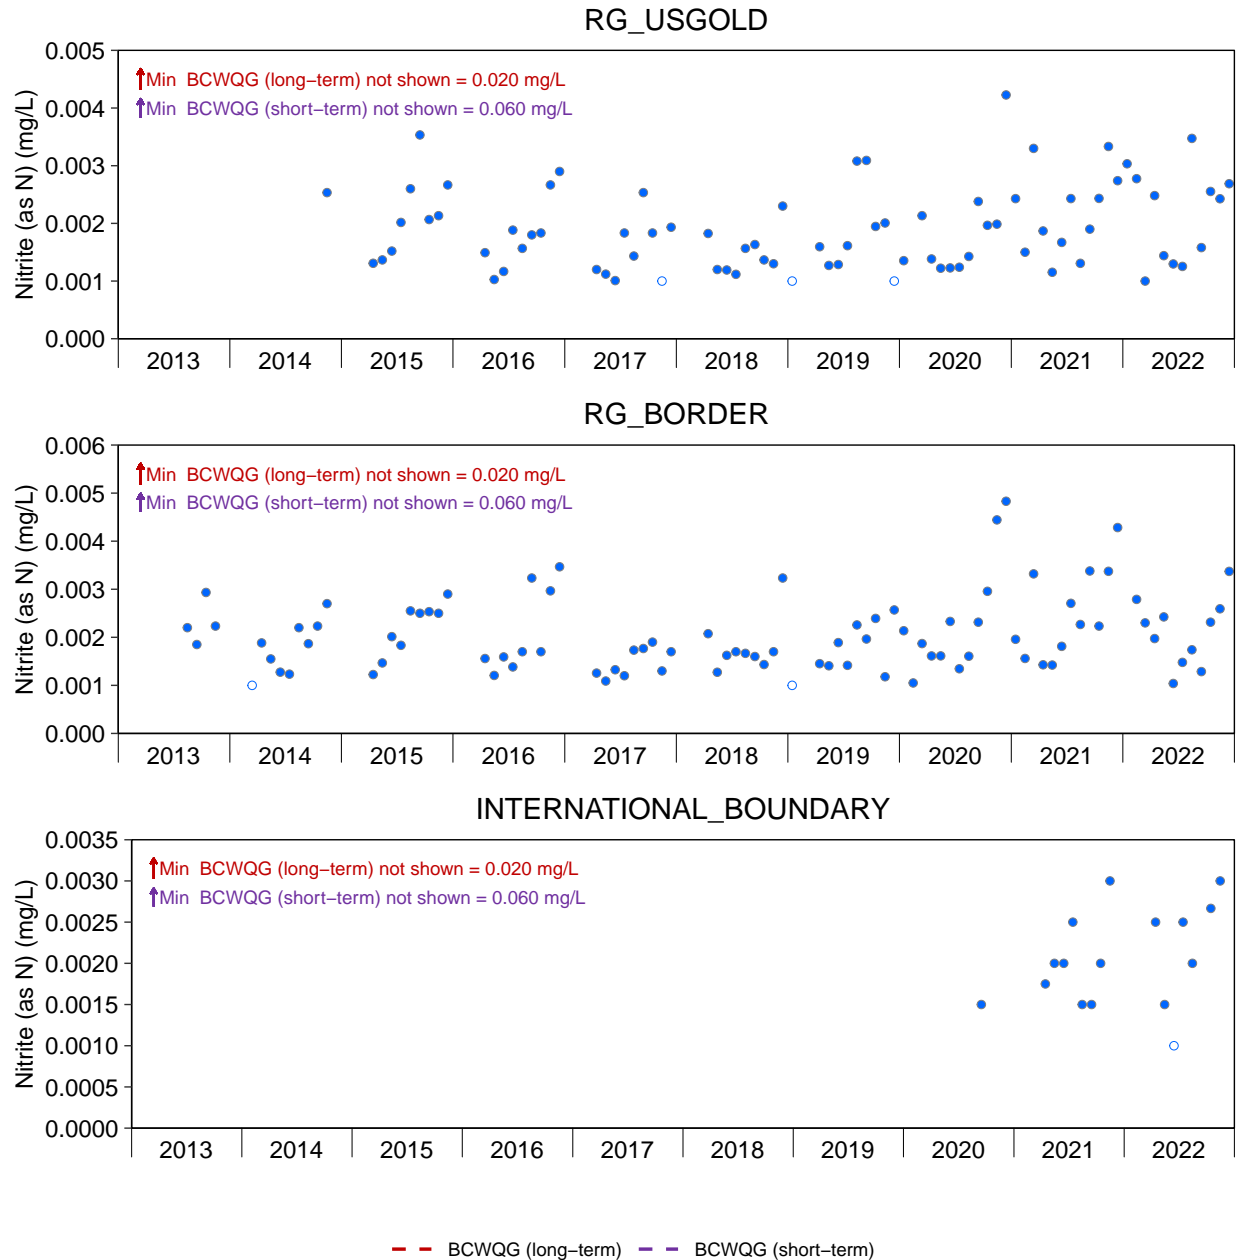 RG_USGOLD
Nitrite (as N) (mg/L)
0.005
0.004
0.003
0.002
0.001
0.000
Min  BCWQG (long−term) not shown = 0.020 mg/L
Min  BCWQG (short−term) not shown = 0.060 mg/L
2013 2014 2015 2016 2017 2018 2019 2020 2021 2022
RG_BORDER
Nitrite (as N) (mg/L)
0.006
0.005
0.004
0.003
0.002
0.001
0.000
Min  BCWQG (long−term) not shown = 0.020 mg/L
Min  BCWQG (short−term) not shown = 0.060 mg/L
2013 2014 2015 2016 2017 2018 2019 2020 2021 2022
INTERNATIONAL_BOUNDARY
Nitrite (as N) (mg/L)
0.0035
0.0030
0.0025
0.0020
0.0015
0.0010
0.0005
0.0000
Min  BCWQG (long−term) not shown = 0.020 mg/L
Min  BCWQG (short−term) not shown = 0.060 mg/L
2013 2014 2015 2016 2017 2018 2019 2020 2021 2022
BCWQG (long−term) BCWQG (short−term)